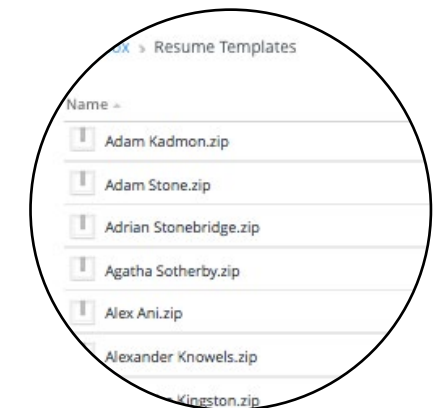 ox › Resume Templates
Name
Adam Kadmon.zip
Adam Stone.zip
Adrian Stonebridge.zip
Agatha Sotherby.zip
Alex Ani.zip
Alexander Knowels.zip
Kingston.zip